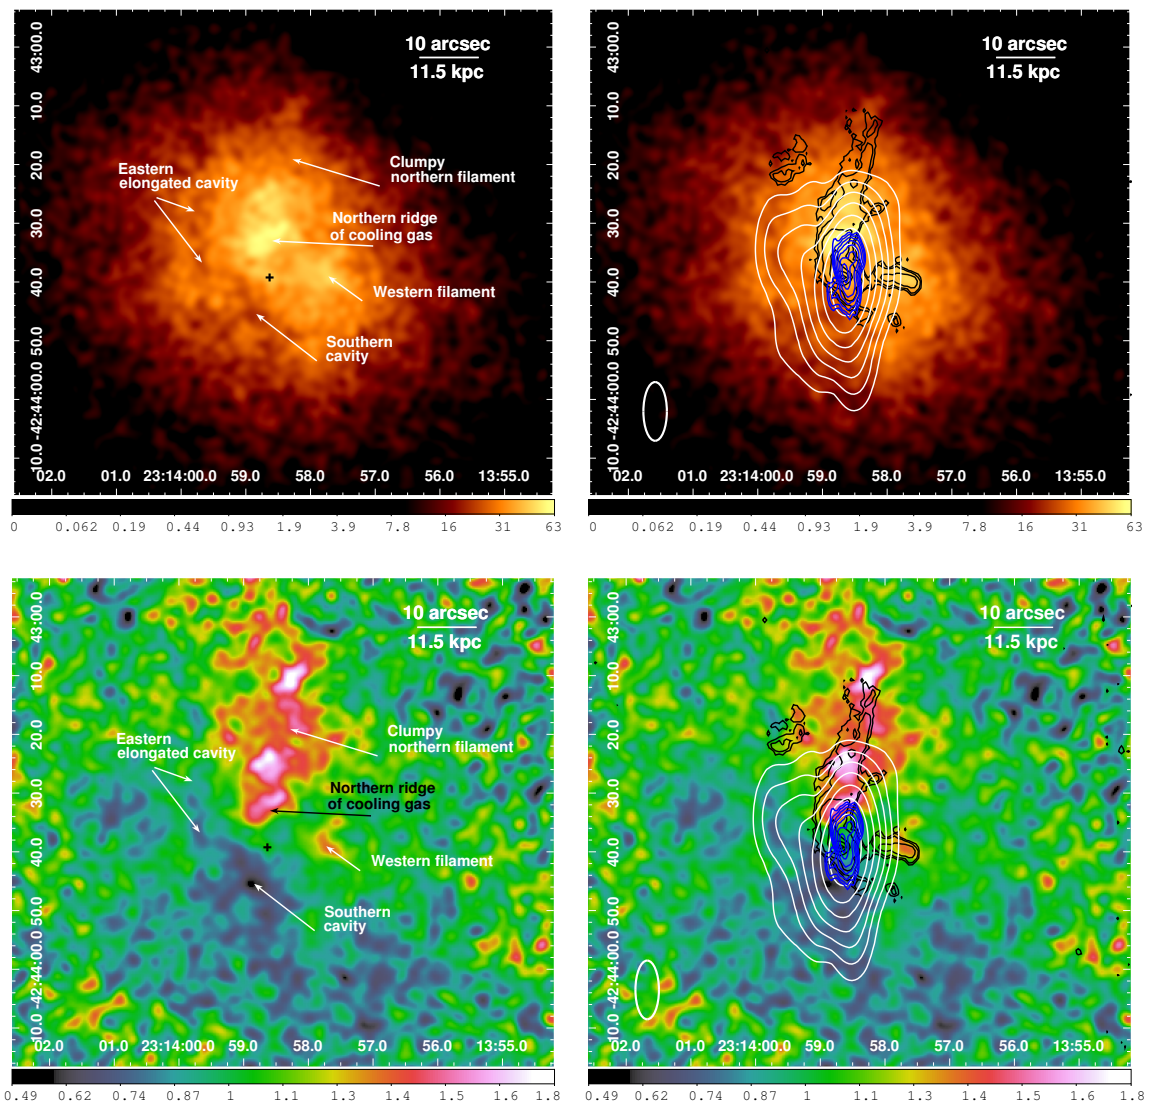 10 arcsec
11.5 kpc
Eastern
elongated cavity
Clumpy
northern filament
Northern ridge
of cooling gas
Western filament
Southern
cavity
43:00.0
10.0
20.0
30.0
40.0
50.0
-42:44:00.0
10.0
02.0 01.0 23:14:00.0 59.0 58.0 57.0 56.0 13:55.0
0 0.062 0.19 0.44 0.93 1.9 3.9 7.8 16 31 63
10 arcsec
11.5 kpc
43:00.0
10.0
20.0
30.0
40.0
50.0
-42:44:00.0
10.0
02.0 01.0 23:14:00.0 59.0 58.0 57.0 56.0 13:55.0
0 0.062 0.19 0.44 0.93 1.9 3.9 7.8 16 31 63
10 arcsec
11.5 kpc
Eastern
elongated cavity
Clumpy
northern filament
Northern ridge
of cooling gas
Western filament
Southern
cavity
43:00.0
10.0
20.0
30.0
40.0
50.0
-42:44:00.0
10.0
02.0 01.0 23:14:00.0 59.0 58.0 57.0 56.0 13:55.0
0.49 0.62 0.74 0.87 1 1.1 1.3 1.4 1.5 1.6 1.8
10 arcsec
11.5 kpc
43:00.0
10.0
20.0
30.0
40.0
50.0
-42:44:00.0
10.0
02.0 01.0 23:14:00.0 59.0 58.0 57.0 56.0 13:55.0
0.49 0.62 0.74 0.87 1 1.1 1.3 1.4 1.5 1.6 1.8